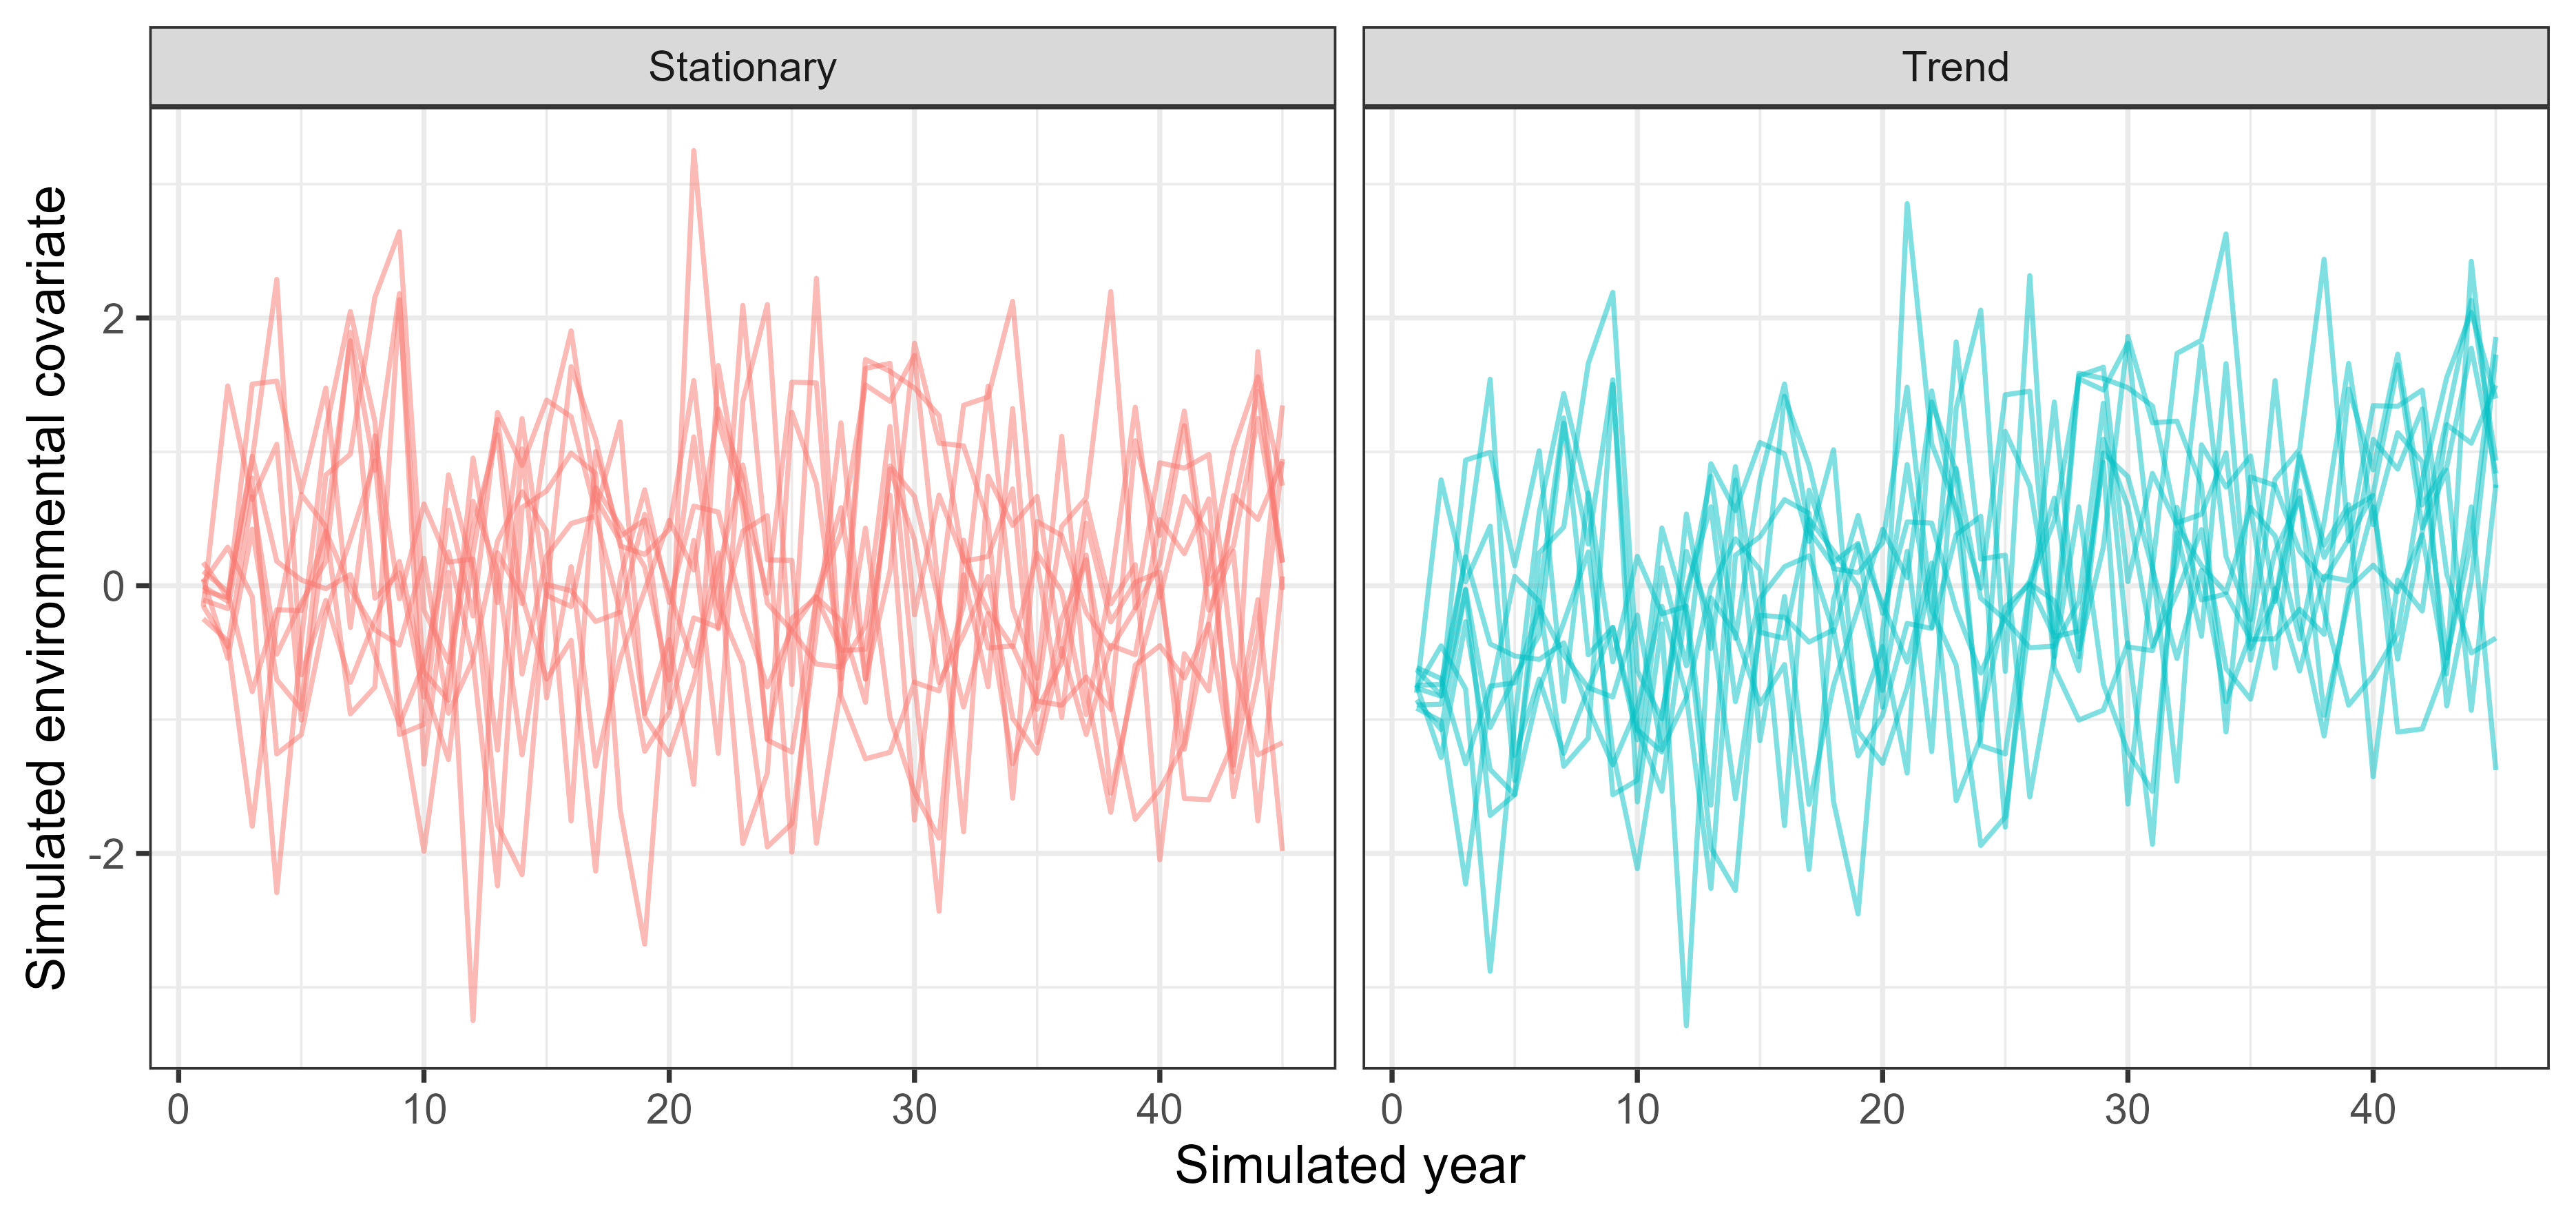 Stationary
Trend
Simulated environmental covariate
2
0
-2
0 10 20 30 40
0 10 20 30 40
Simulated year